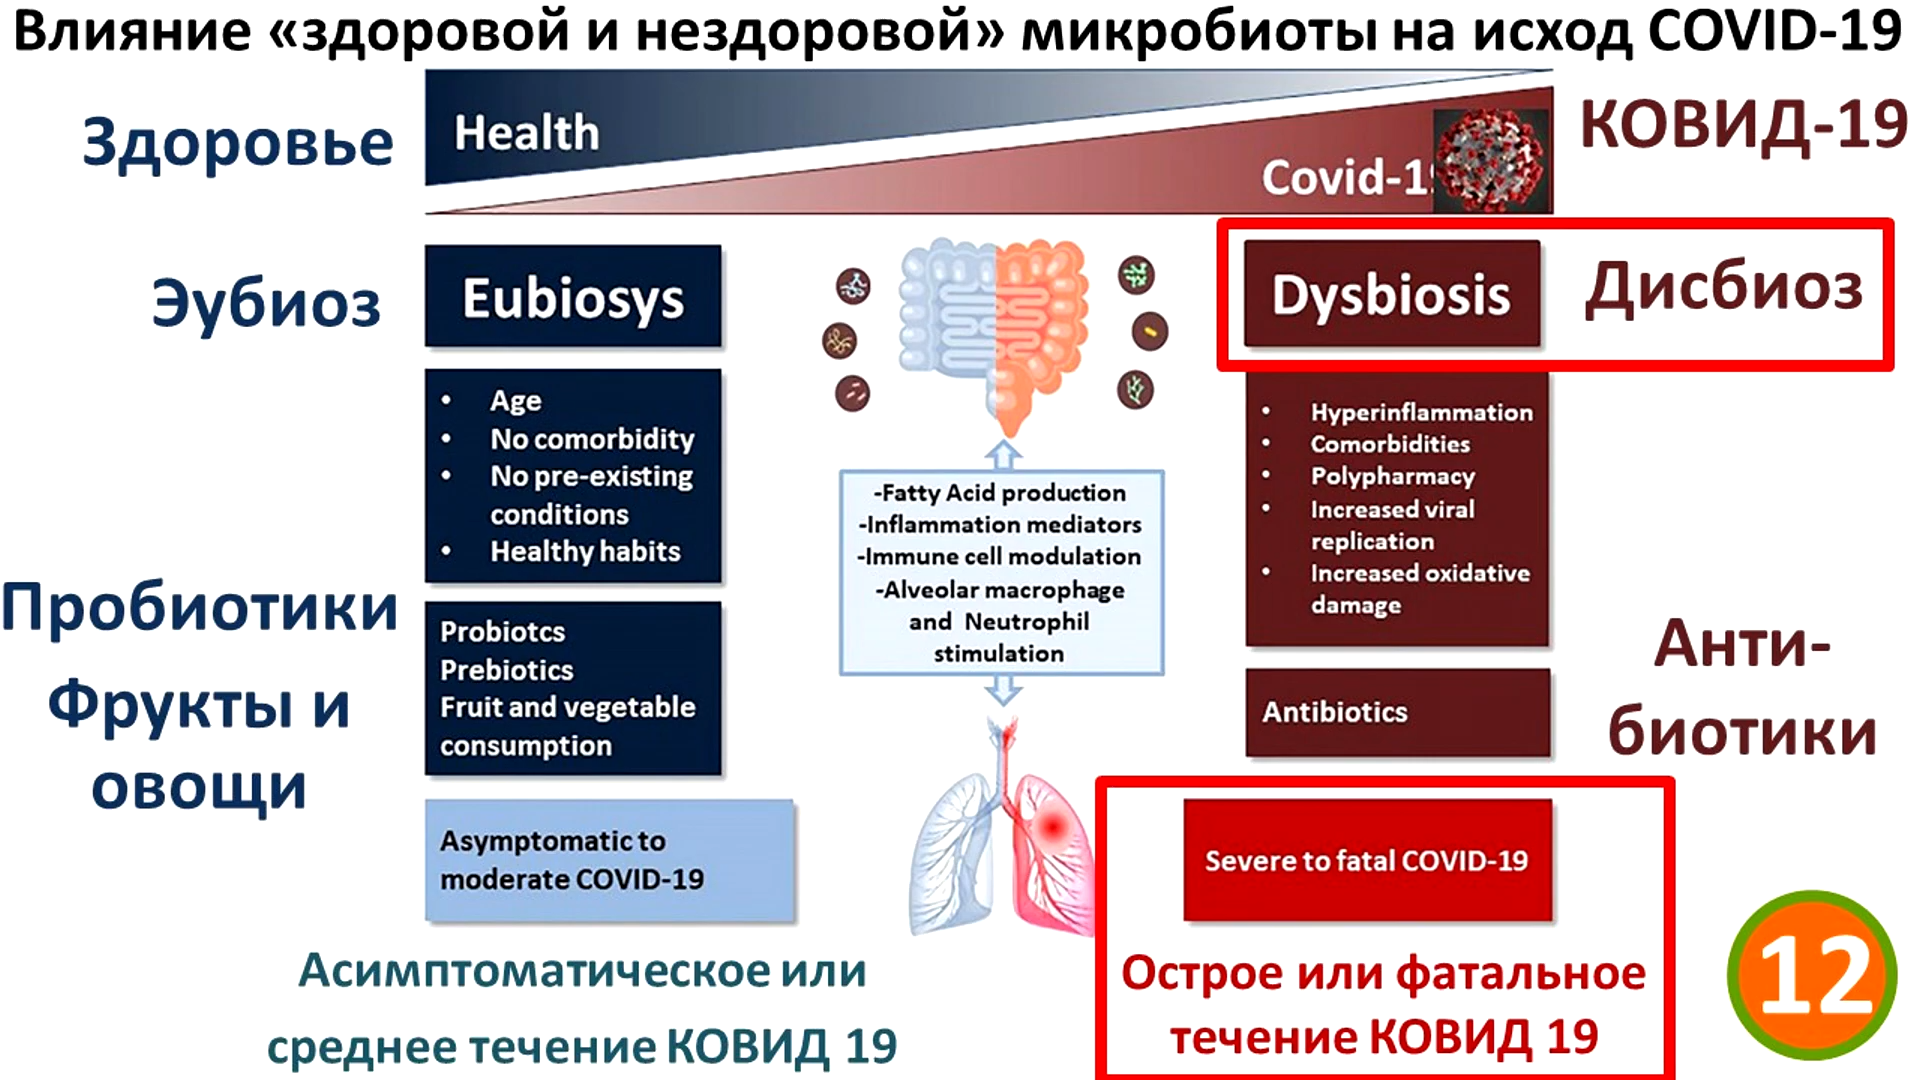 Влияние «здоровой и нездоровой» микробиоты на исход COVID-19
Здоровье
Health
Covid-1
КОВИД-19
Эубиоз
Eubiosys
Dysbiosis
Дисбиоз
• Age
• No comorbidity
• No pre-existing
conditions
• Healthy habits
-Fatty Acid production
-Inflammation mediators
-Immune cell modulation
-Alveolar macrophage
and Neutrophil
stimulation
• Hyperinflammation
• Comorbidities
• Polypharmacy
• Increased viral
replication
• Increased oxidative
damage
Пробиотики
Фрукты и
овощи
Probiotcs
Prebiotics
Fruit and vegetable
consumption
Antibiotics
Анти-
биотики
Asymptomatic to
moderate COVID-19
Severe to fatal COVID-19
Асимптоматическое или
среднее течение КОВИД 19
Острое или фатальное
течение КОВИД 19
12